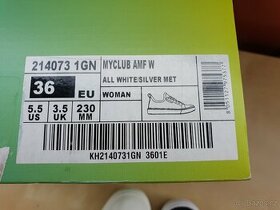 214073 1GN
MYCLUB AMF W
36 EU
ALL WHITE/SILVER MET
WOMAN
5.5 US
3.5 UK
230 MM
KH2140731GN 3601E